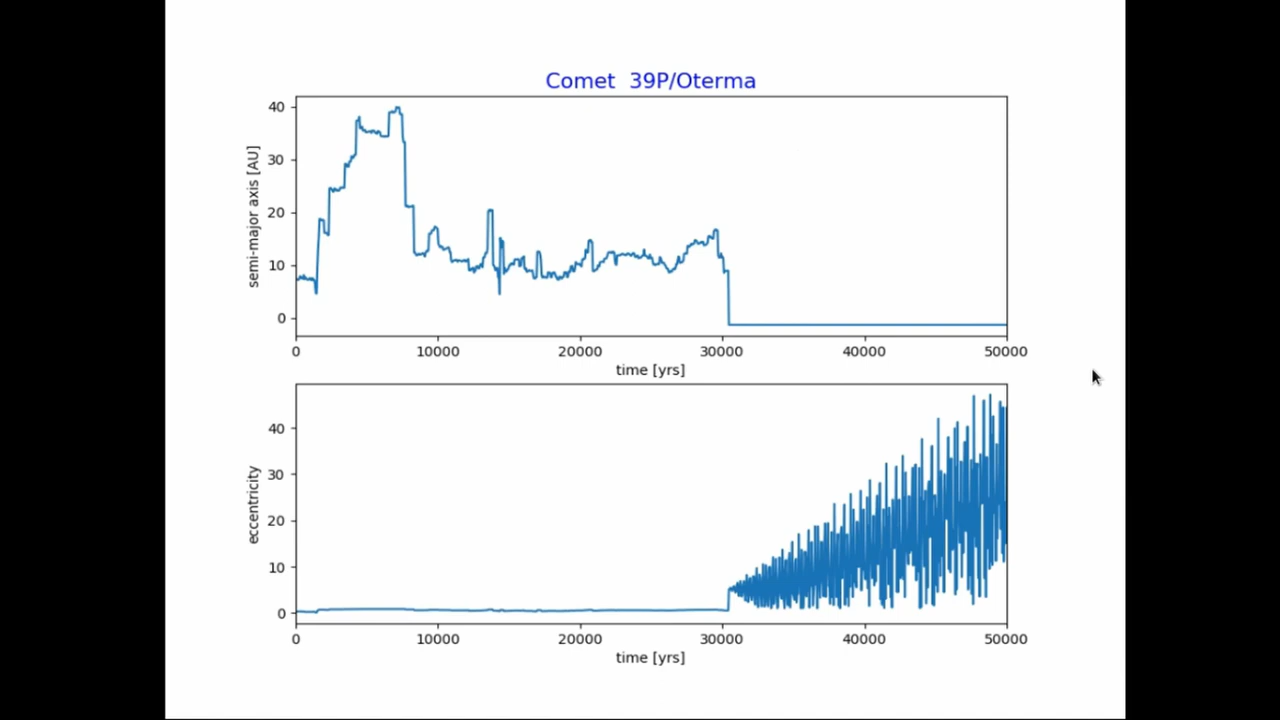 Comet 39P/Oterma
semi-major axis [AU]
40
30
20
10
0
0 10000 20000 30000 40000 50000
time [yrs]
eccentricity
40
30
20
10
0
0 10000 20000 30000 40000 50000
time [yrs]